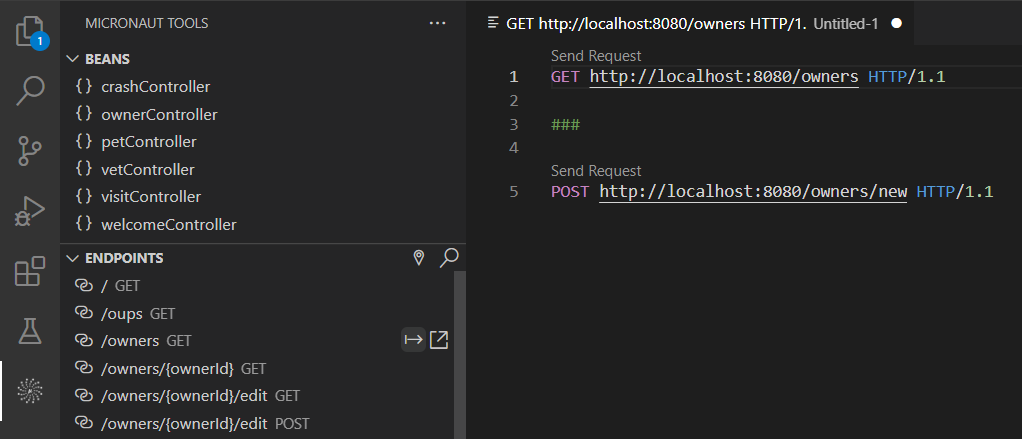 1
MICRONAUT TOOLS
BEANS
{} crashController
{} ownerController
{} petController
{} vetController
{} visitController
{} welcomeController
ENDPOINTS
/ GET
/oups GET
/owners GET
/owners/{ownerId} GET
/owners/{ownerId}/edit GET
/owners/{ownerId}/edit POST
GET http://localhost:8080/owners HTTP/1. Untitled-1
Send Request
1 GET http://localhost:8080/owners HTTP/1.1
2
3 ###
4
Send Request
5 POST http://localhost:8080/owners/new HTTP/1.1